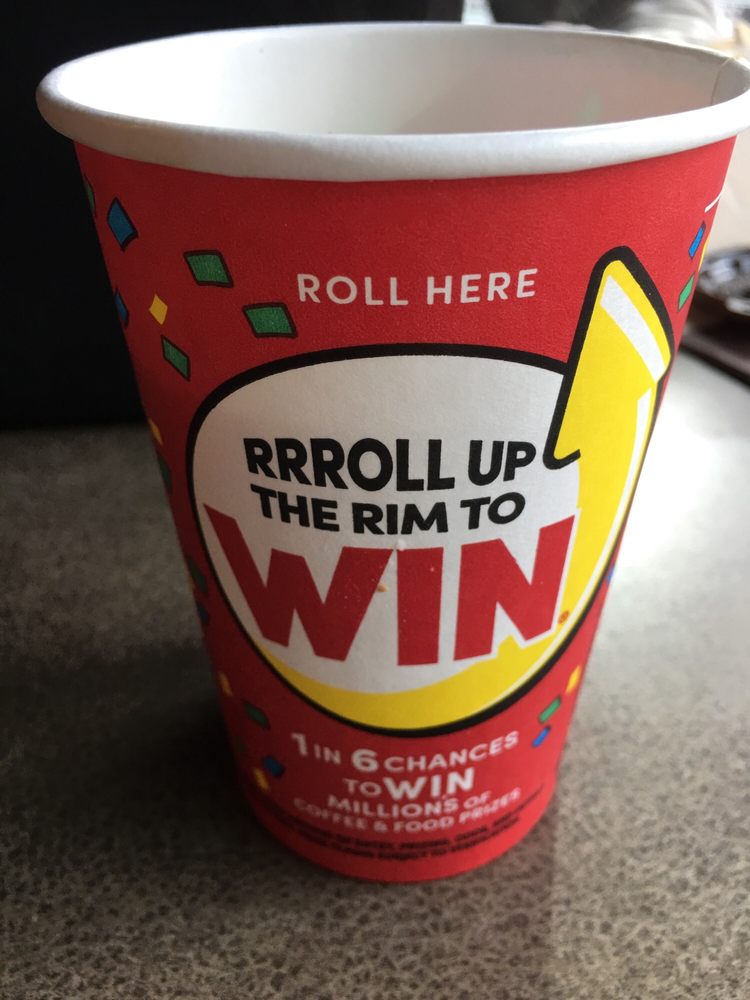 ROLL HERE
RRROLL UP
THE RIM TO
WIN
1 IN 6 CHANCES
TO WIN
MILLIONS OF
COFFEE & FOOD PRIZES